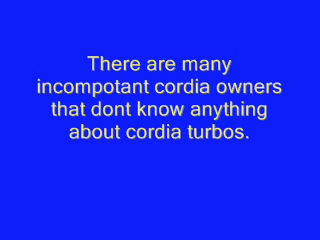 There are many
incompotant cordia owners
that dont know anything
about cordia turbos.